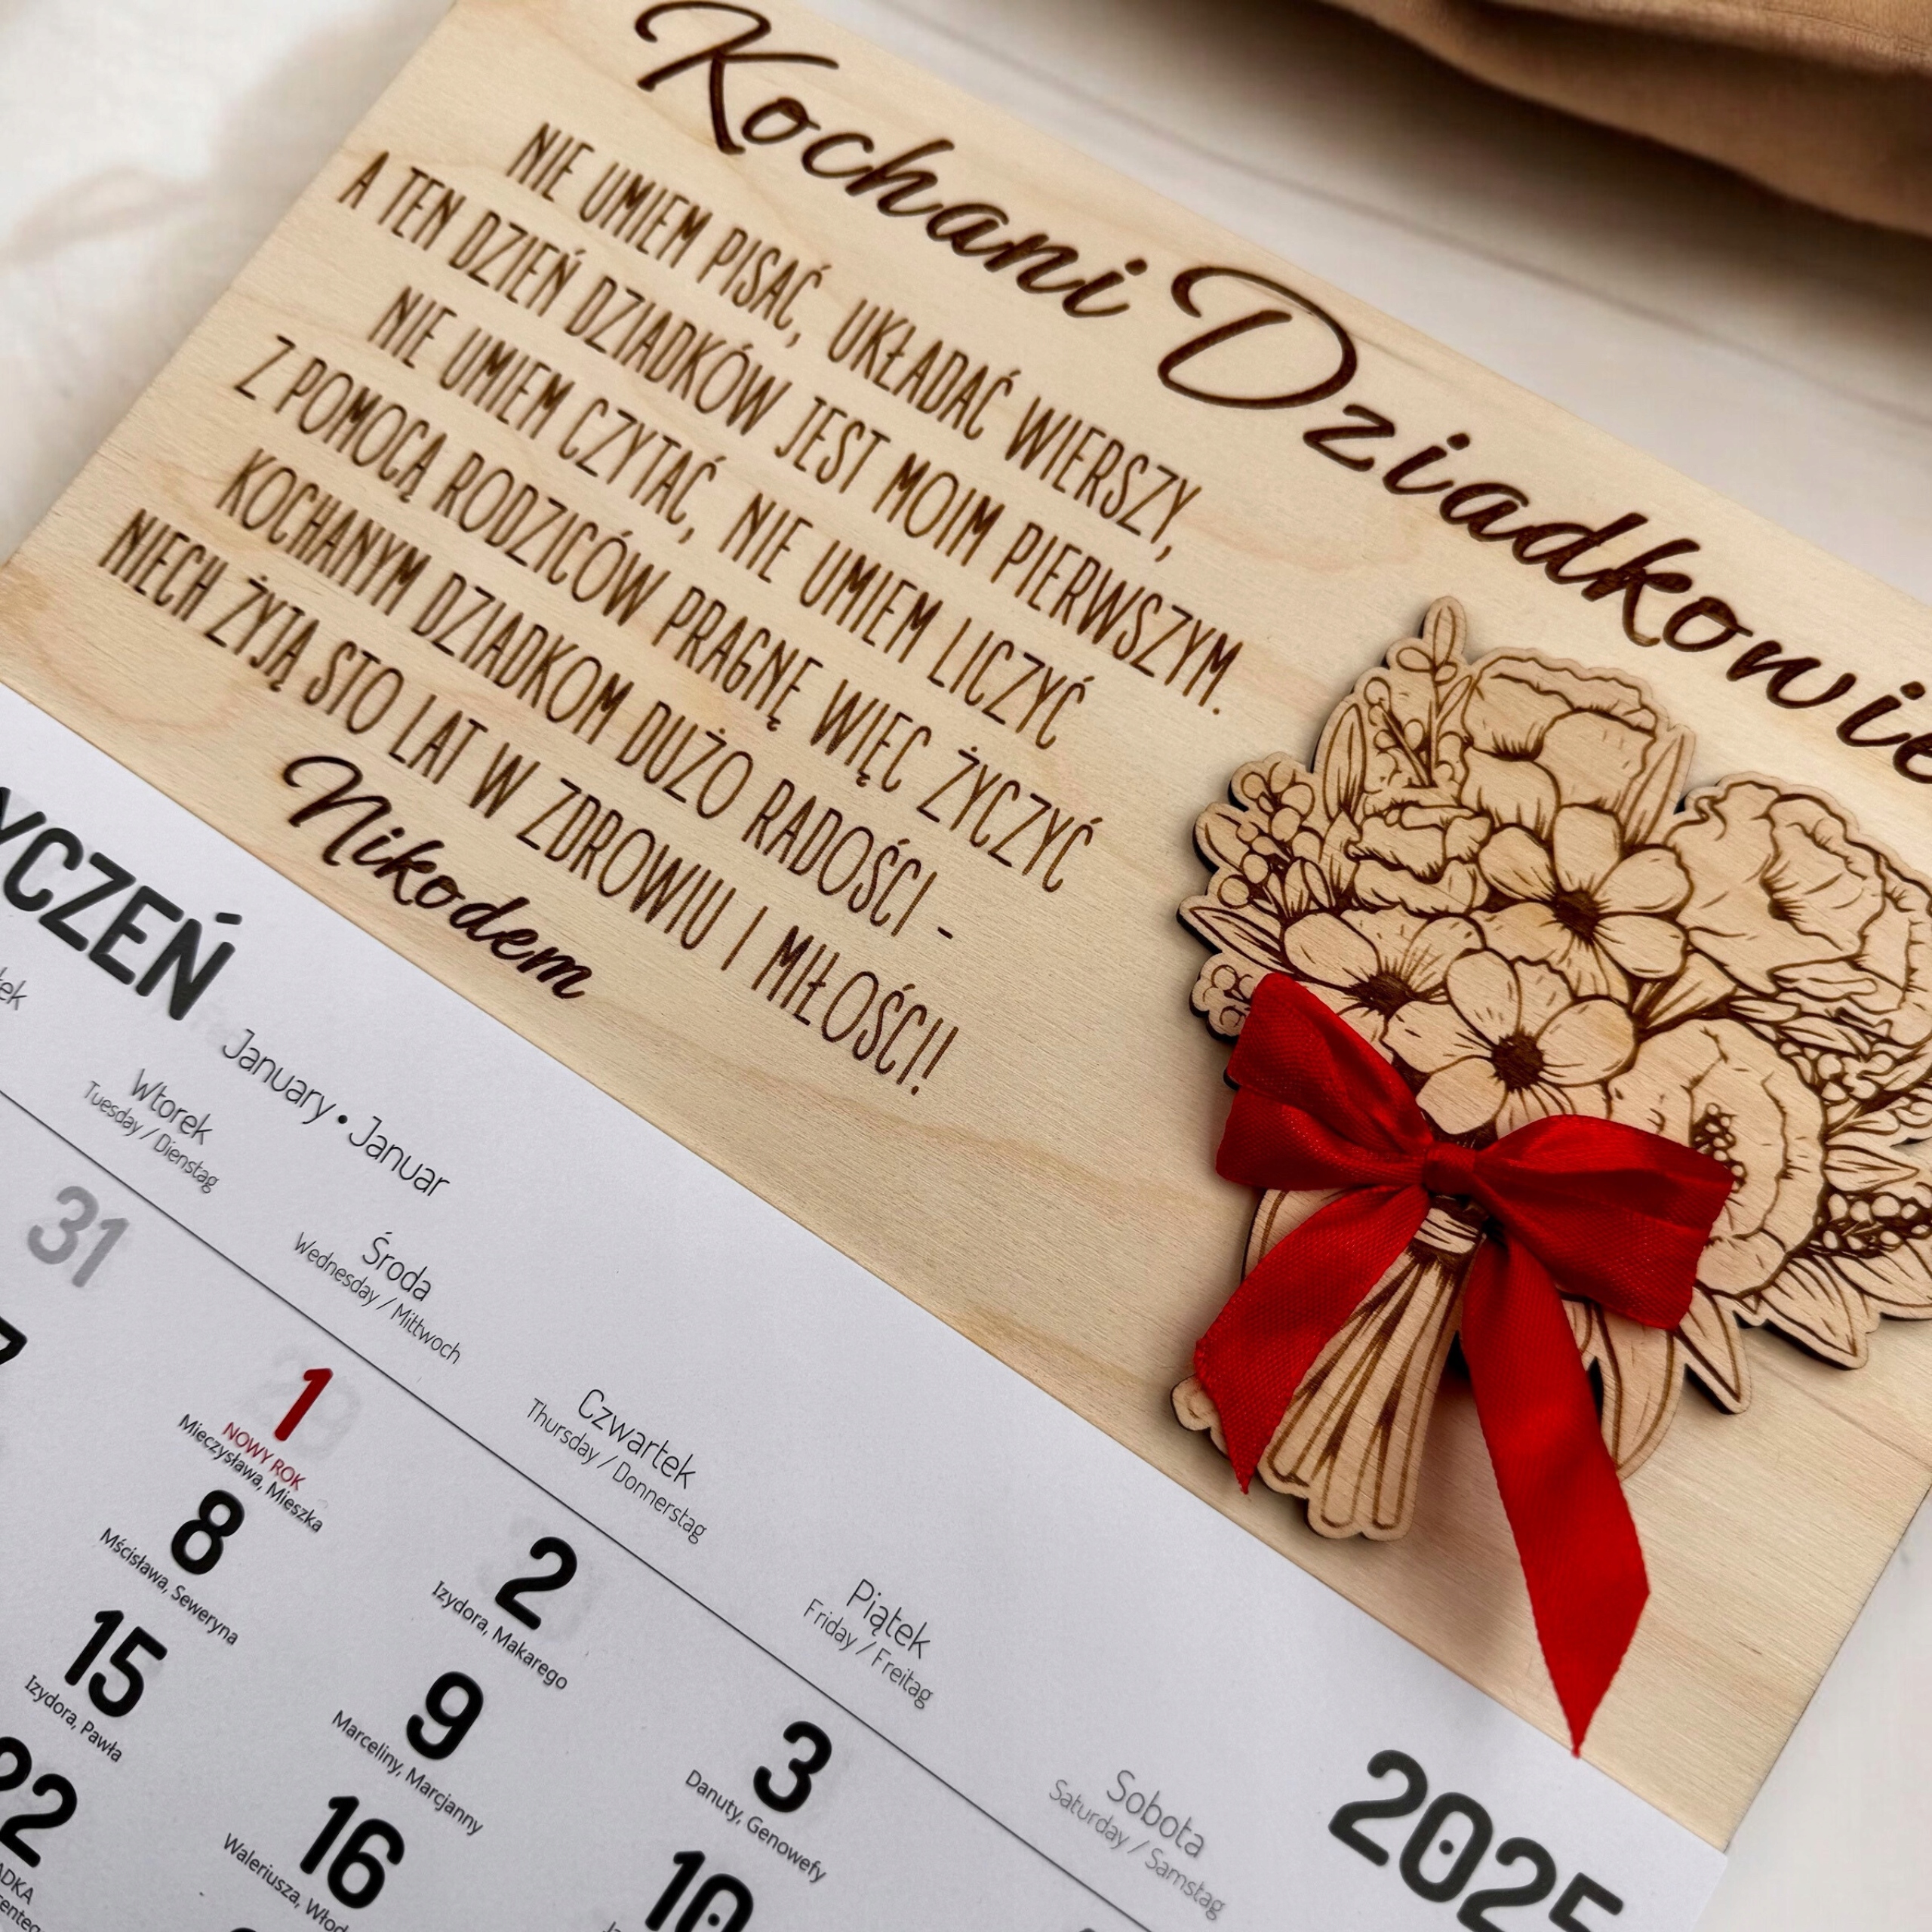 Kochani Dziadkowie
NIE UMIEM PISAĆ, UKŁADAĆ WIERSZY,
A TEN DZIEŃ DZIADKÓW JEST MOIM PIERWSZYM.
NIE UMIEM CZYTAĆ, NIE UMIEM LICZYĆ
Z POMOCĄ RODZICÓW PRAGNĘ WIĘC ŻYCZYĆ
KOCHANYM DZIADKOM DUŻO RADOŚCI -
NIECH ŻYJĄ STO LAT W ZDROWIU I MIŁOŚCI!
Nikodem
YCZEŃ January • Januar
2025
Wtorek
Tuesday / Dienstag
Środa
Wednesday / Mittwoch
Czwartek
Thursday / Donnerstag
Piątek
Friday / Freitag
Sobota
Saturday / Samstag
31
1
NOWY ROK
Mieczysława, Mieszka
2
Izydora, Makarego
3
Danuty, Genowefy
8
Mścisława, Seweryna
9
Marceliny, Marcjanny
10
15
Izydora, Pawła
16
Waleriusza, Włod
22